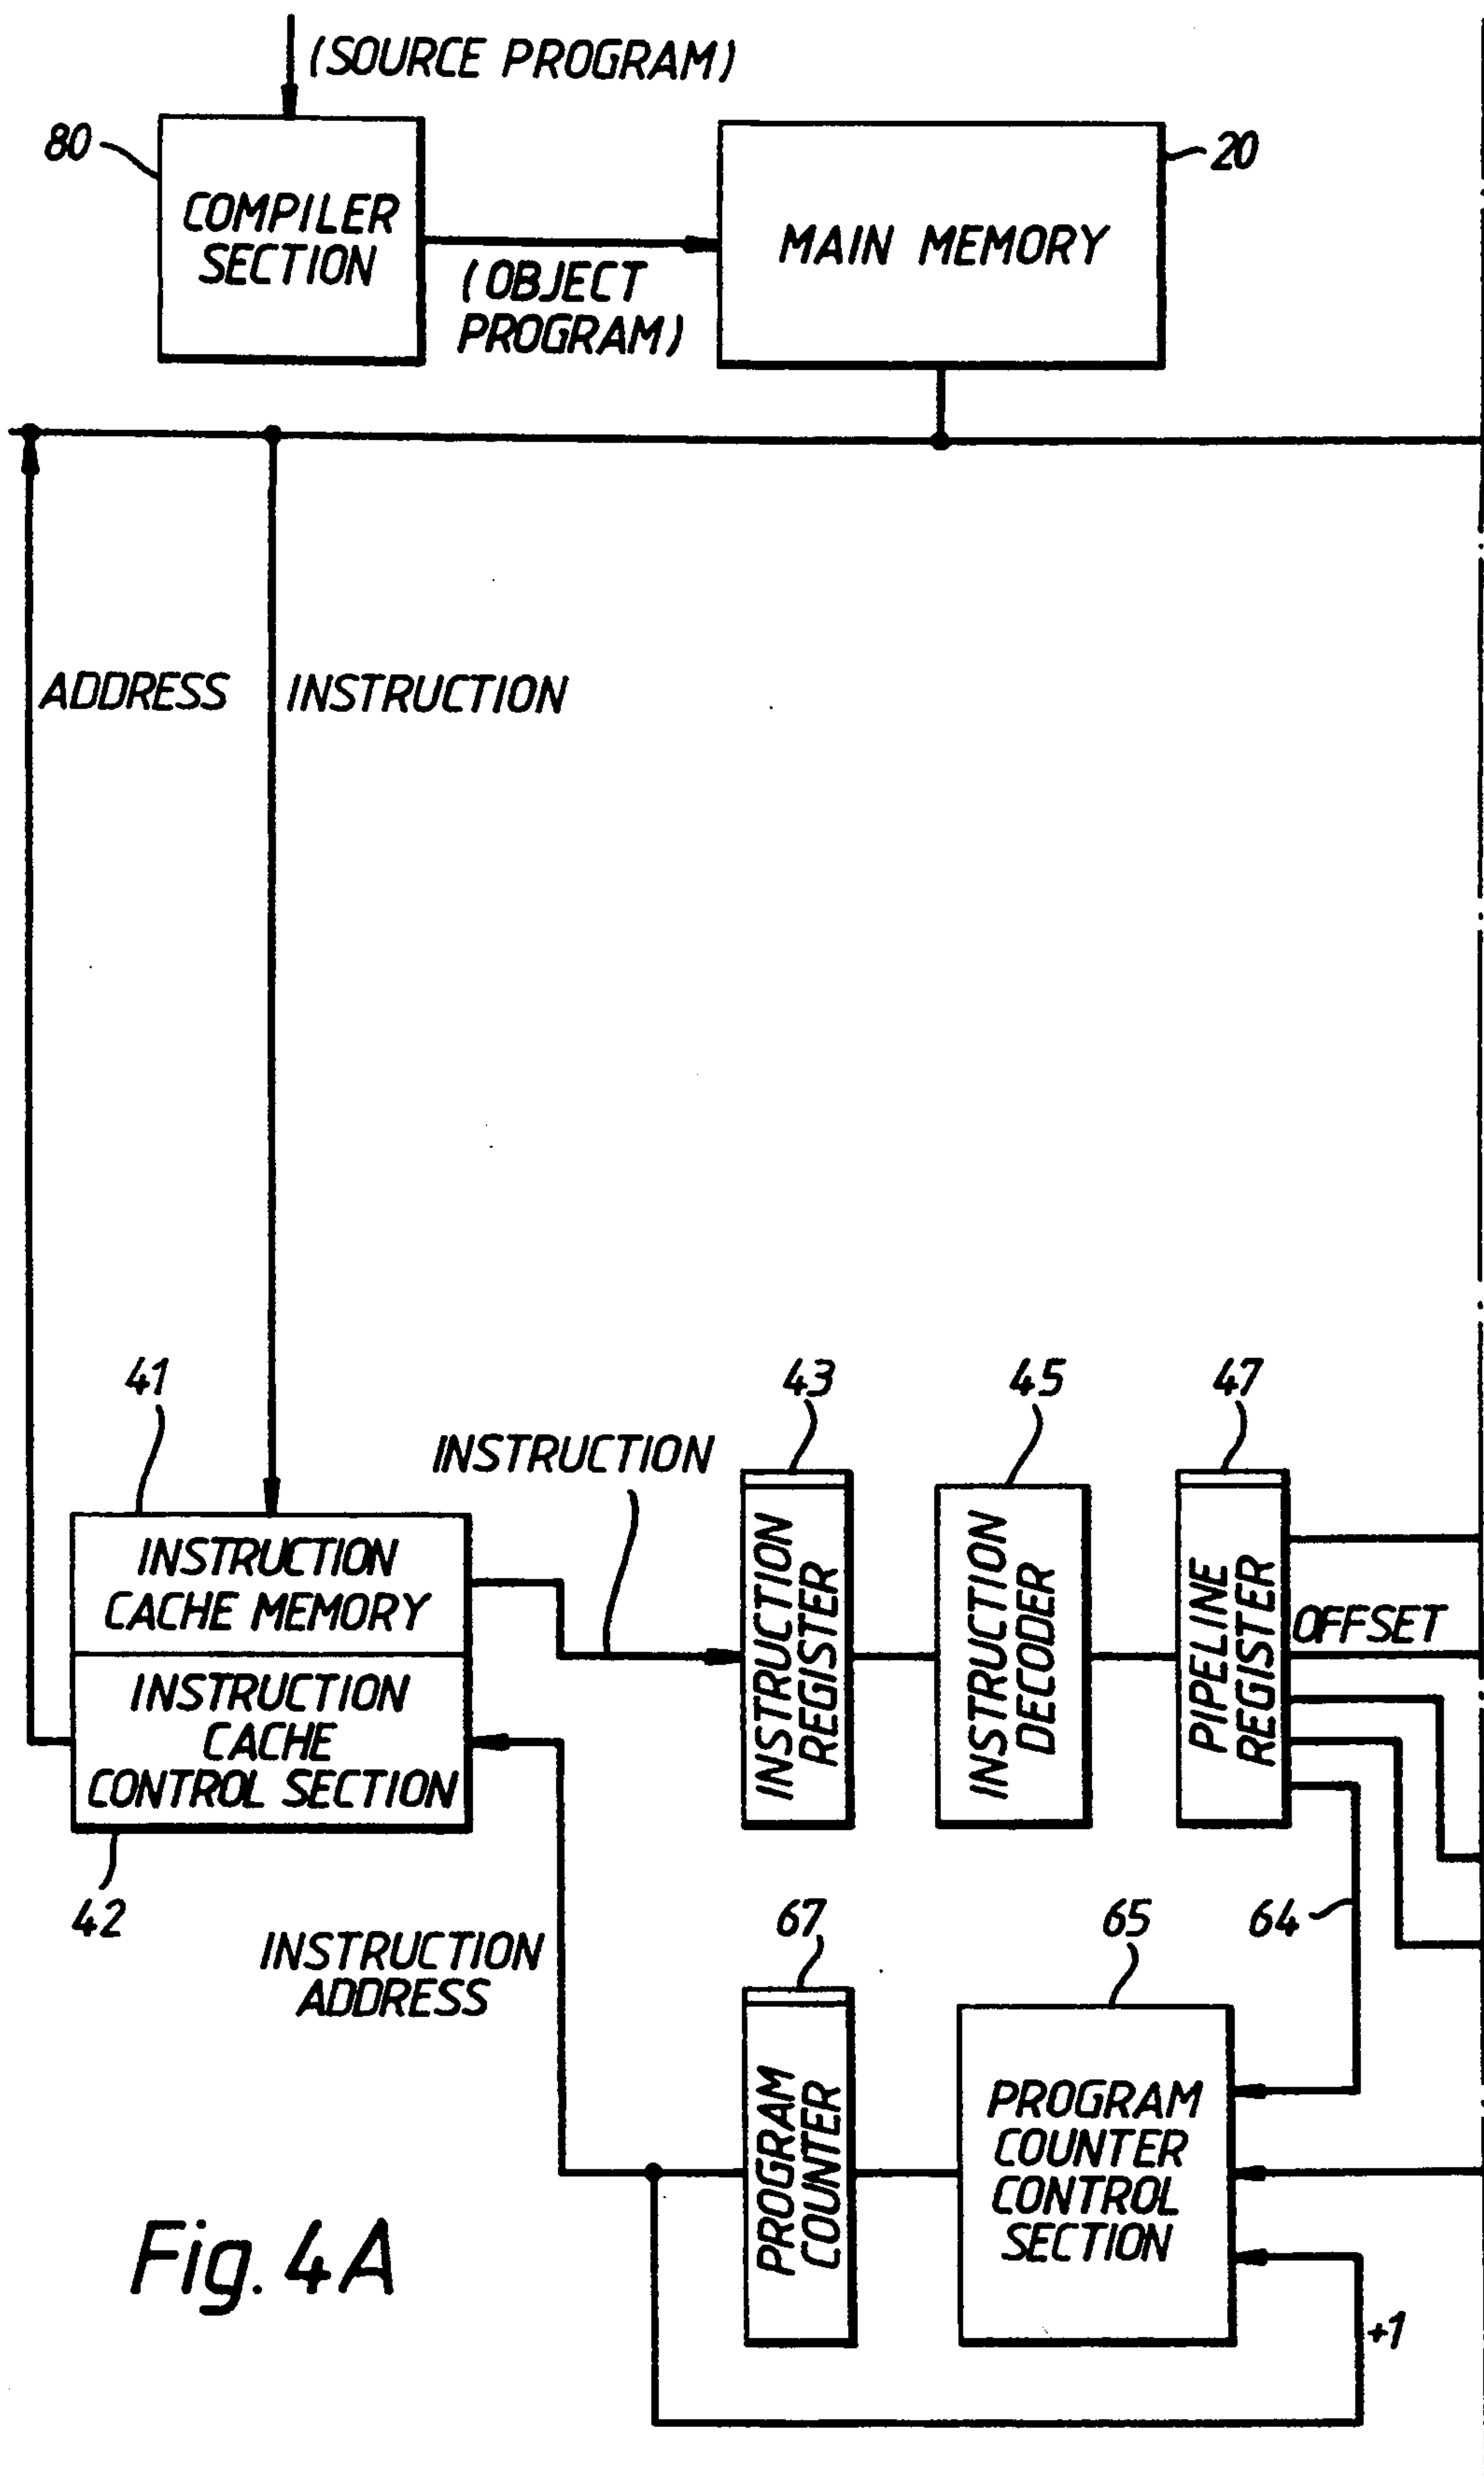 (SOURCE PROGRAM)
80
COMPILER
SECTION
(OBJECT
PROGRAM)
MAIN MEMORY
20
ADDRESS
INSTRUCTION
41
INSTRUCTION
CACHE MEMORY
INSTRUCTION
CACHE
CONTROL SECTION
42
INSTRUCTION
43
INSTRUCTION
REGISTER
45
INSTRUCTION
DECODER
47
PIPELINE
REGISTER
OFFSET
INSTRUCTION
ADDRESS
67
PROGRAM
COUNTER
65
PROGRAM
COUNTER
CONTROL
SECTION
64
+1
Fig. 4A